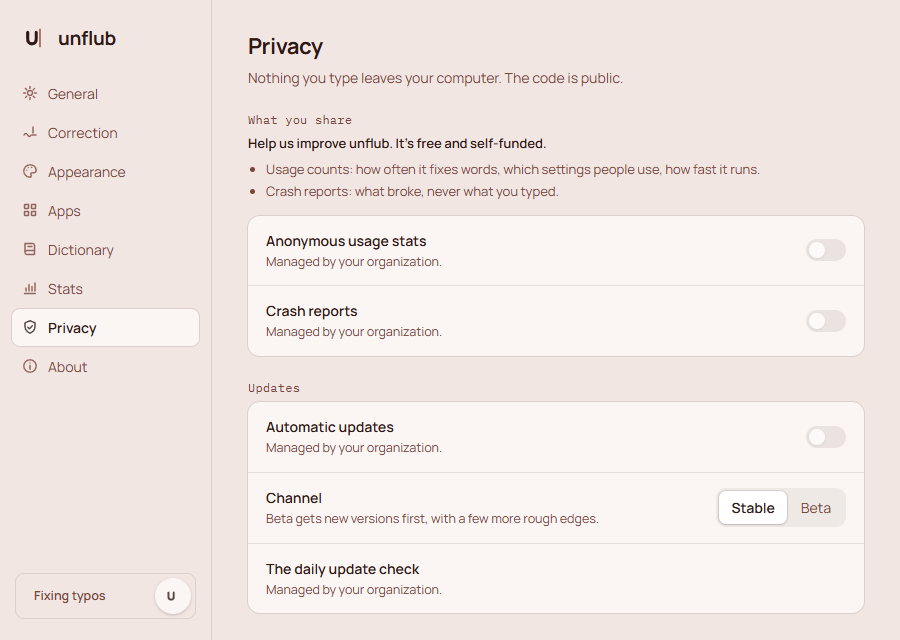 U unflub
General
Correction
Appearance
Apps
Dictionary
Stats
Privacy
About
Fixing typos U
Privacy
Nothing you type leaves your computer. The code is public.
What you share
Help us improve unflub. It's free and self-funded.
• Usage counts: how often it fixes words, which settings people use, how fast it runs.
• Crash reports: what broke, never what you typed.
Anonymous usage stats
Managed by your organization.
Crash reports
Managed by your organization.
Updates
Automatic updates
Managed by your organization.
Channel
Beta gets new versions first, with a few more rough edges.
Stable Beta
The daily update check
Managed by your organization.